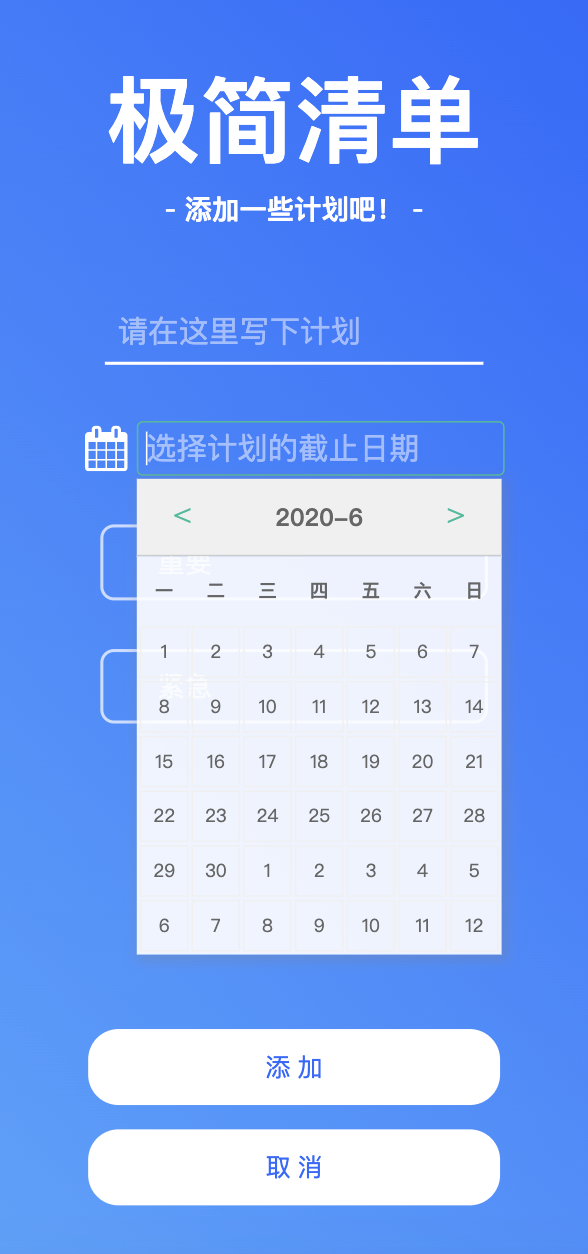 极简清单
- 添加一些计划吧！ -
请在这里写下计划
选择计划的截止日期
< 2020-6 >
重要
一 二 三 四 五 六 日
1 2 3 4 5 6 7
紧急
8 9 10 11 12 13 14
15 16 17 18 19 20 21
22 23 24 25 26 27 28
29 30 1 2 3 4 5
6 7 8 9 10 11 12
添 加
取 消